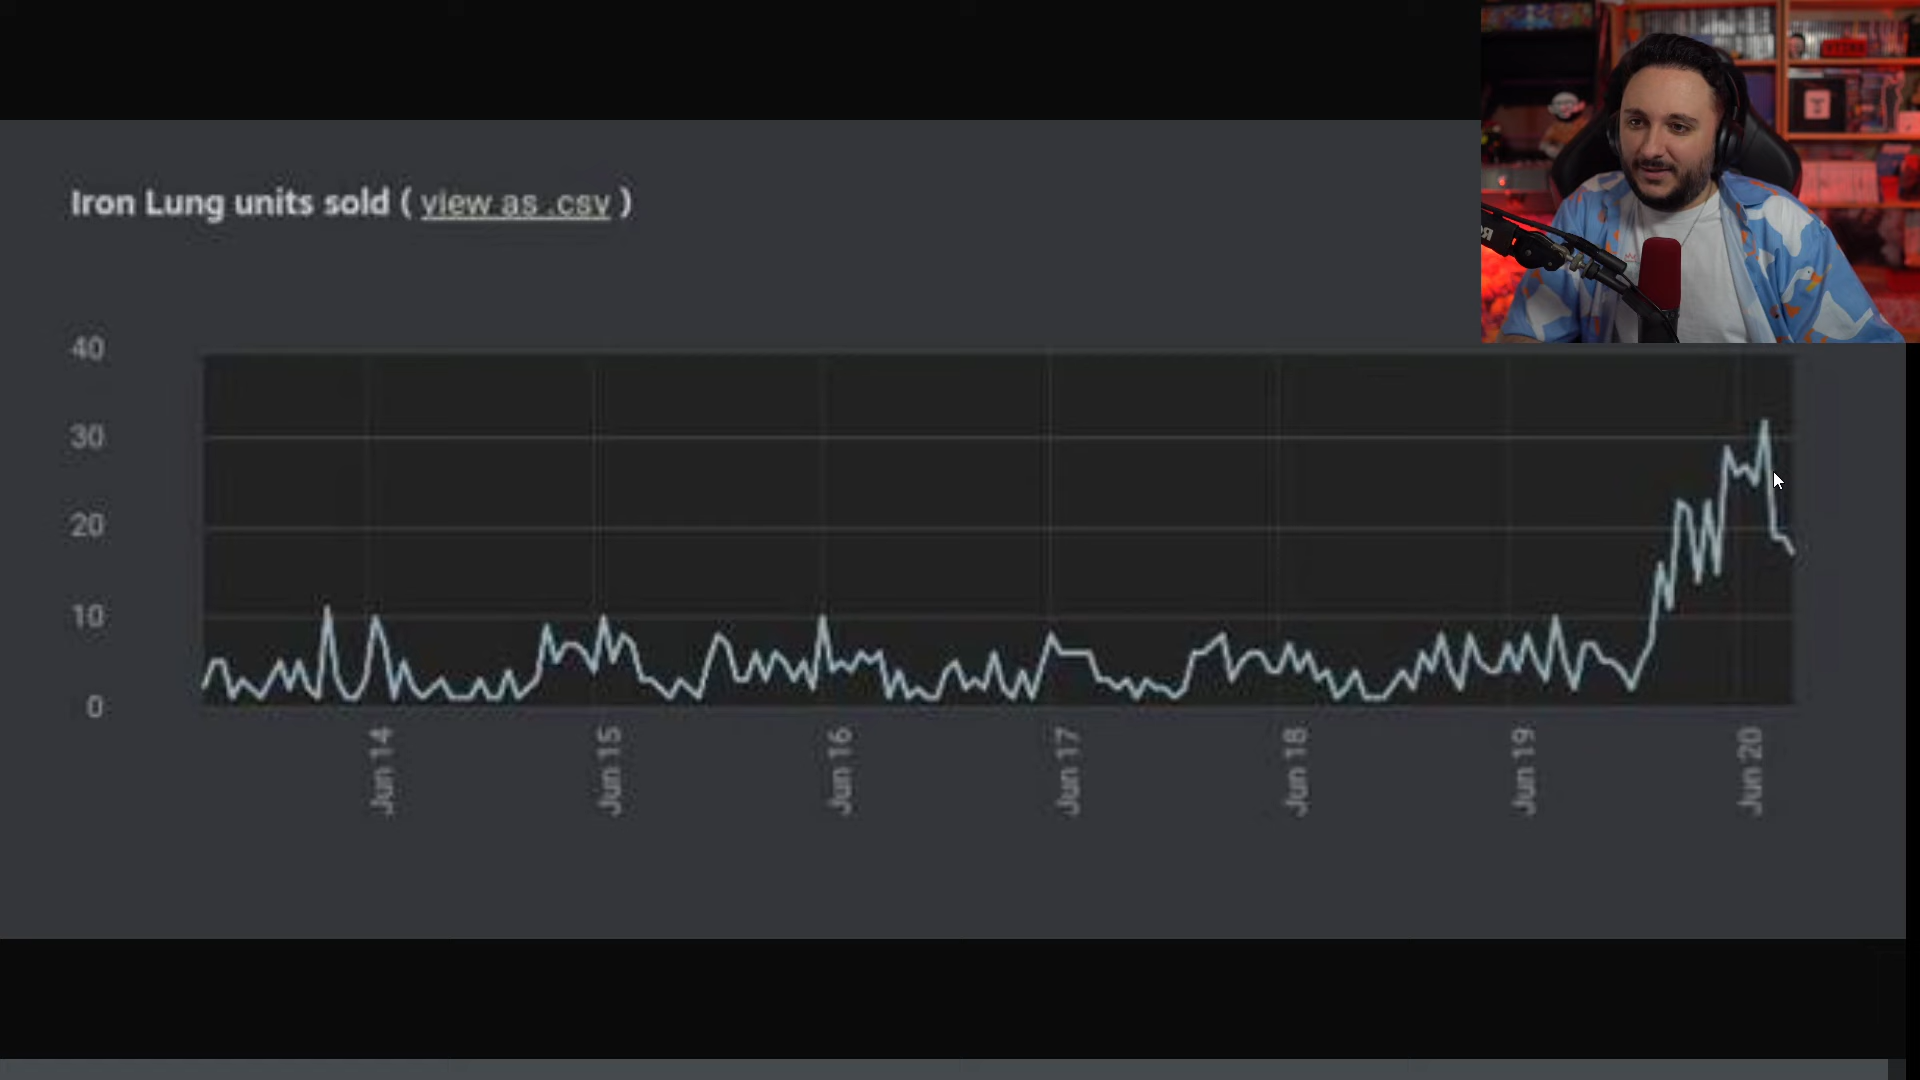 Iron Lung units sold ( view as .csv )
40
30
20
10
0
Jun 14
Jun 15
Jun 16
Jun 17
Jun 18
Jun 19
Jun 20